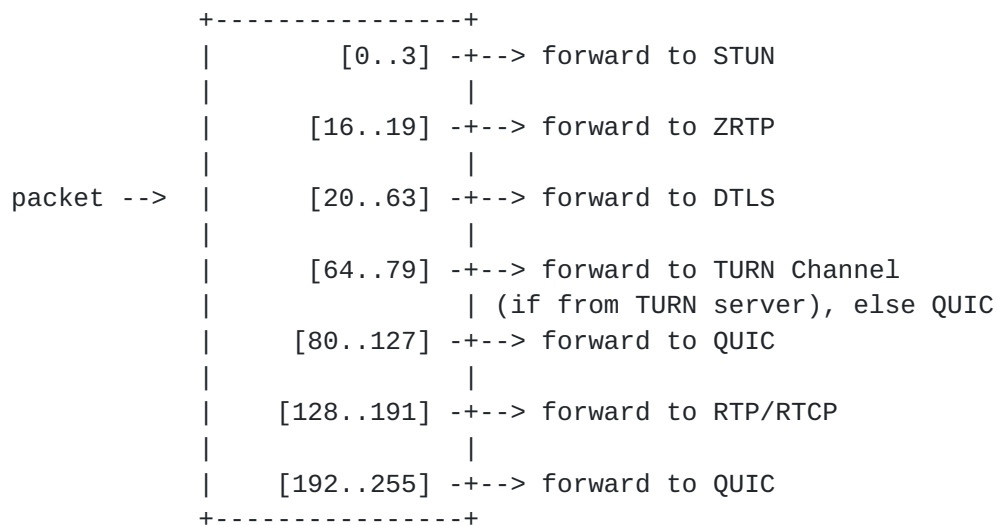 +----------------+
            |        [0..3] -+--> forward to STUN
            |                |
            |      [16..19] -+--> forward to ZRTP
            |                |
packet -->  |      [20..63] -+--> forward to DTLS
            |                |
            |      [64..79] -+--> forward to TURN Channel
            |                | (if from TURN server), else QUIC
            |     [80..127] -+--> forward to QUIC
            |                |
            |    [128..191] -+--> forward to RTP/RTCP
            |                |
            |    [192..255] -+--> forward to QUIC
            +----------------+